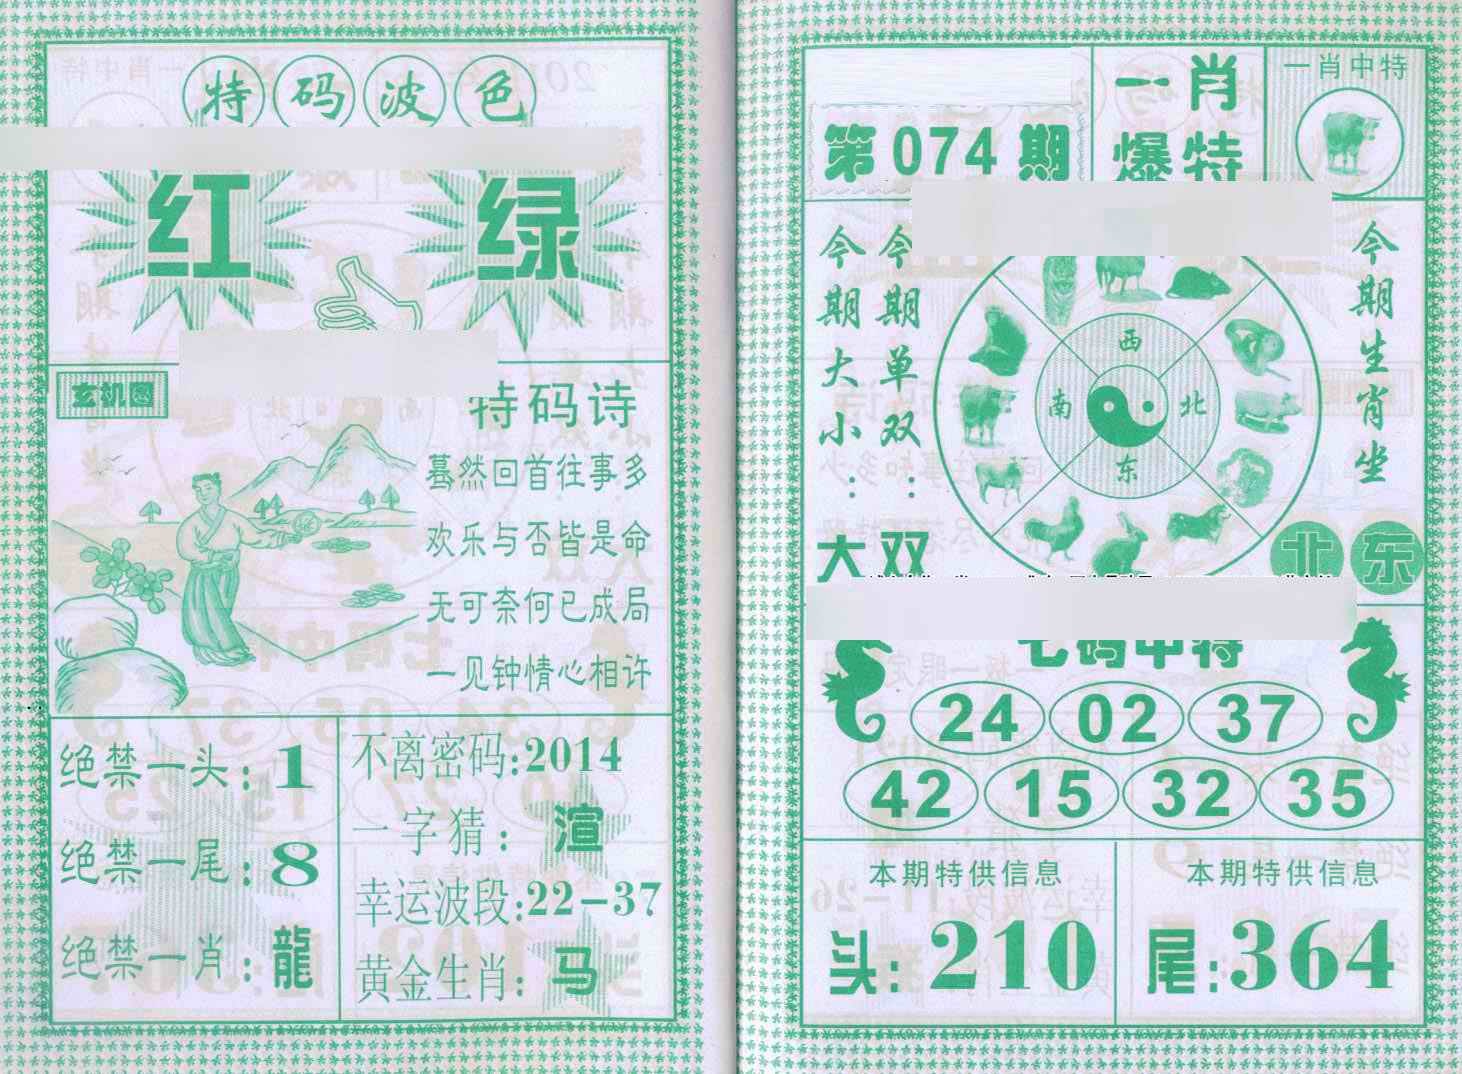 特码波色
红 绿
玄机图
特码诗
蓦然回首往事多
欢乐与否皆是命
无可奈何已成局
一见钟情心相许
绝禁一头:1
绝禁一尾:8
绝禁一肖:龍
不离密码:2014
一字猜:渲
幸运波段:22-37
黄金生肖:马
第074期
一肖
爆特
一肖中特
今期大小:大
今期单双:双
西
南 北
东
今期生肖坐
北 东
七码中特
24 02 37
42 15 32 35
本期特供信息
头:210
本期特供信息
尾:364